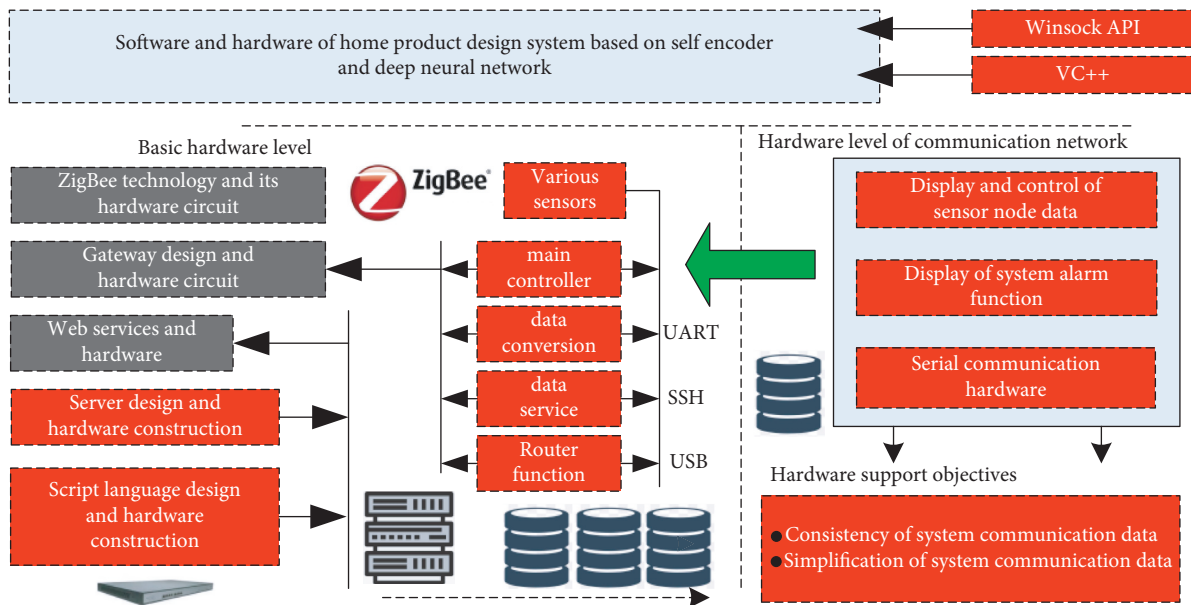 Software and hardware of home product design system based on self encoder
and deep neural network
Winsock API
VC++
Basic hardware level
ZigBee technology and its
hardware circuit
Gateway design and
hardware circuit
Web services and
hardware
Server design and
hardware construction
Script language design
and hardware
construction
ZigBee®
Various
sensors
main
controller
data
conversion
data
service
Router
function
UART
SSH
USB
Hardware level of communication network
Display and control of
sensor node data
Display of system alarm
function
Serial communication
hardware
Hardware support objectives
● Consistency of system communication data
● Simplification of system communication data